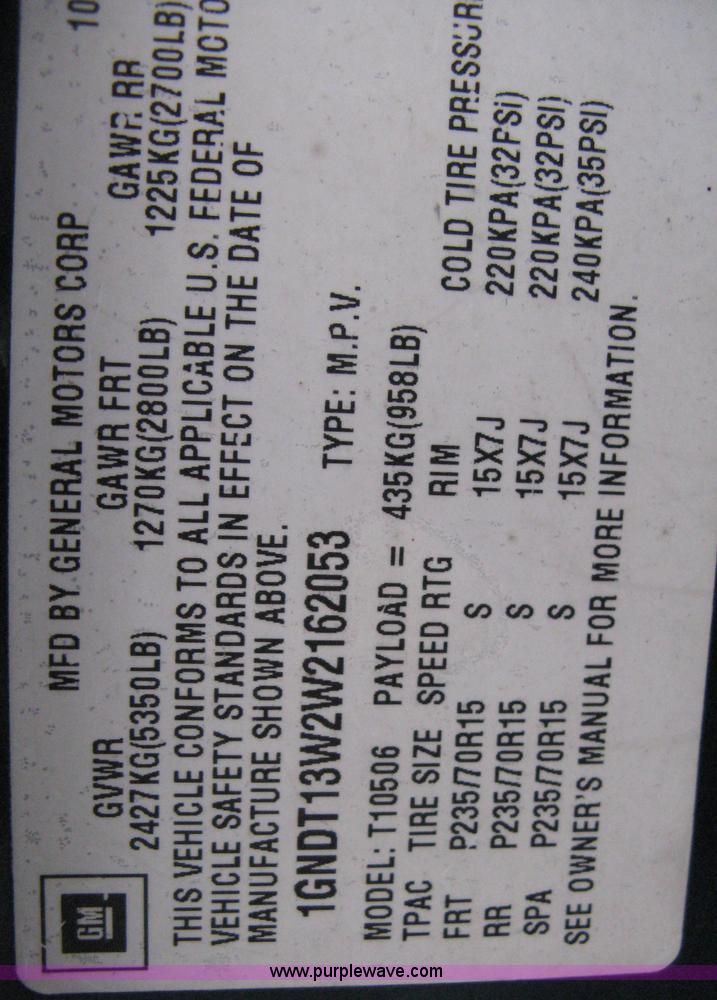 GM
MFD BY GENERAL MOTORS CORP 10
GVWR GAWR FRT GAWR RR
2427KG(5350LB) 1270KG(2800LB) 1225KG(2700LB)
THIS VEHICLE CONFORMS TO ALL APPLICABLE U.S. FEDERAL MOTO
VEHICLE SAFETY STANDARDS IN EFFECT ON THE DATE OF
MANUFACTURE SHOWN ABOVE.
1GNDT13W2W2162053 TYPE: M.P.V.
MODEL: T10506 PAYLOAD = 435KG(958LB)
TPAC TIRE SIZE SPEED RTG RIM COLD TIRE PRESSUR
FRT P235/70R15 S 15X7J 220KPA(32PSI)
RR P235/70R15 S 15X7J 220KPA(32PSI)
SPA P235/70R15 S 15X7J 240KPA(35PSI)
SEE OWNER'S MANUAL FOR MORE INFORMATION.
www.purplewave.com